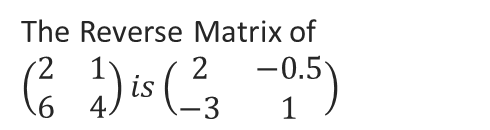 The Reverse Matrix of
(2 1
6 4) is (2 −0.5
−3 1)